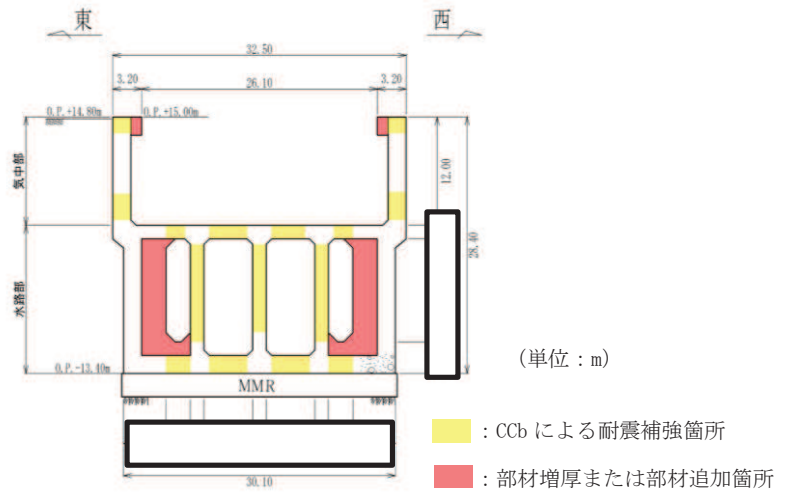 東
西
32.50
3.20
26.10
3.20
O.P.+14.80m
O.P.+15.00m
気中部
12.00
28.40
水路部
(単位:m)
O.P.-13.40m
MMR
:CCb による耐震補強箇所
30.10
:部材増厚または部材追加箇所